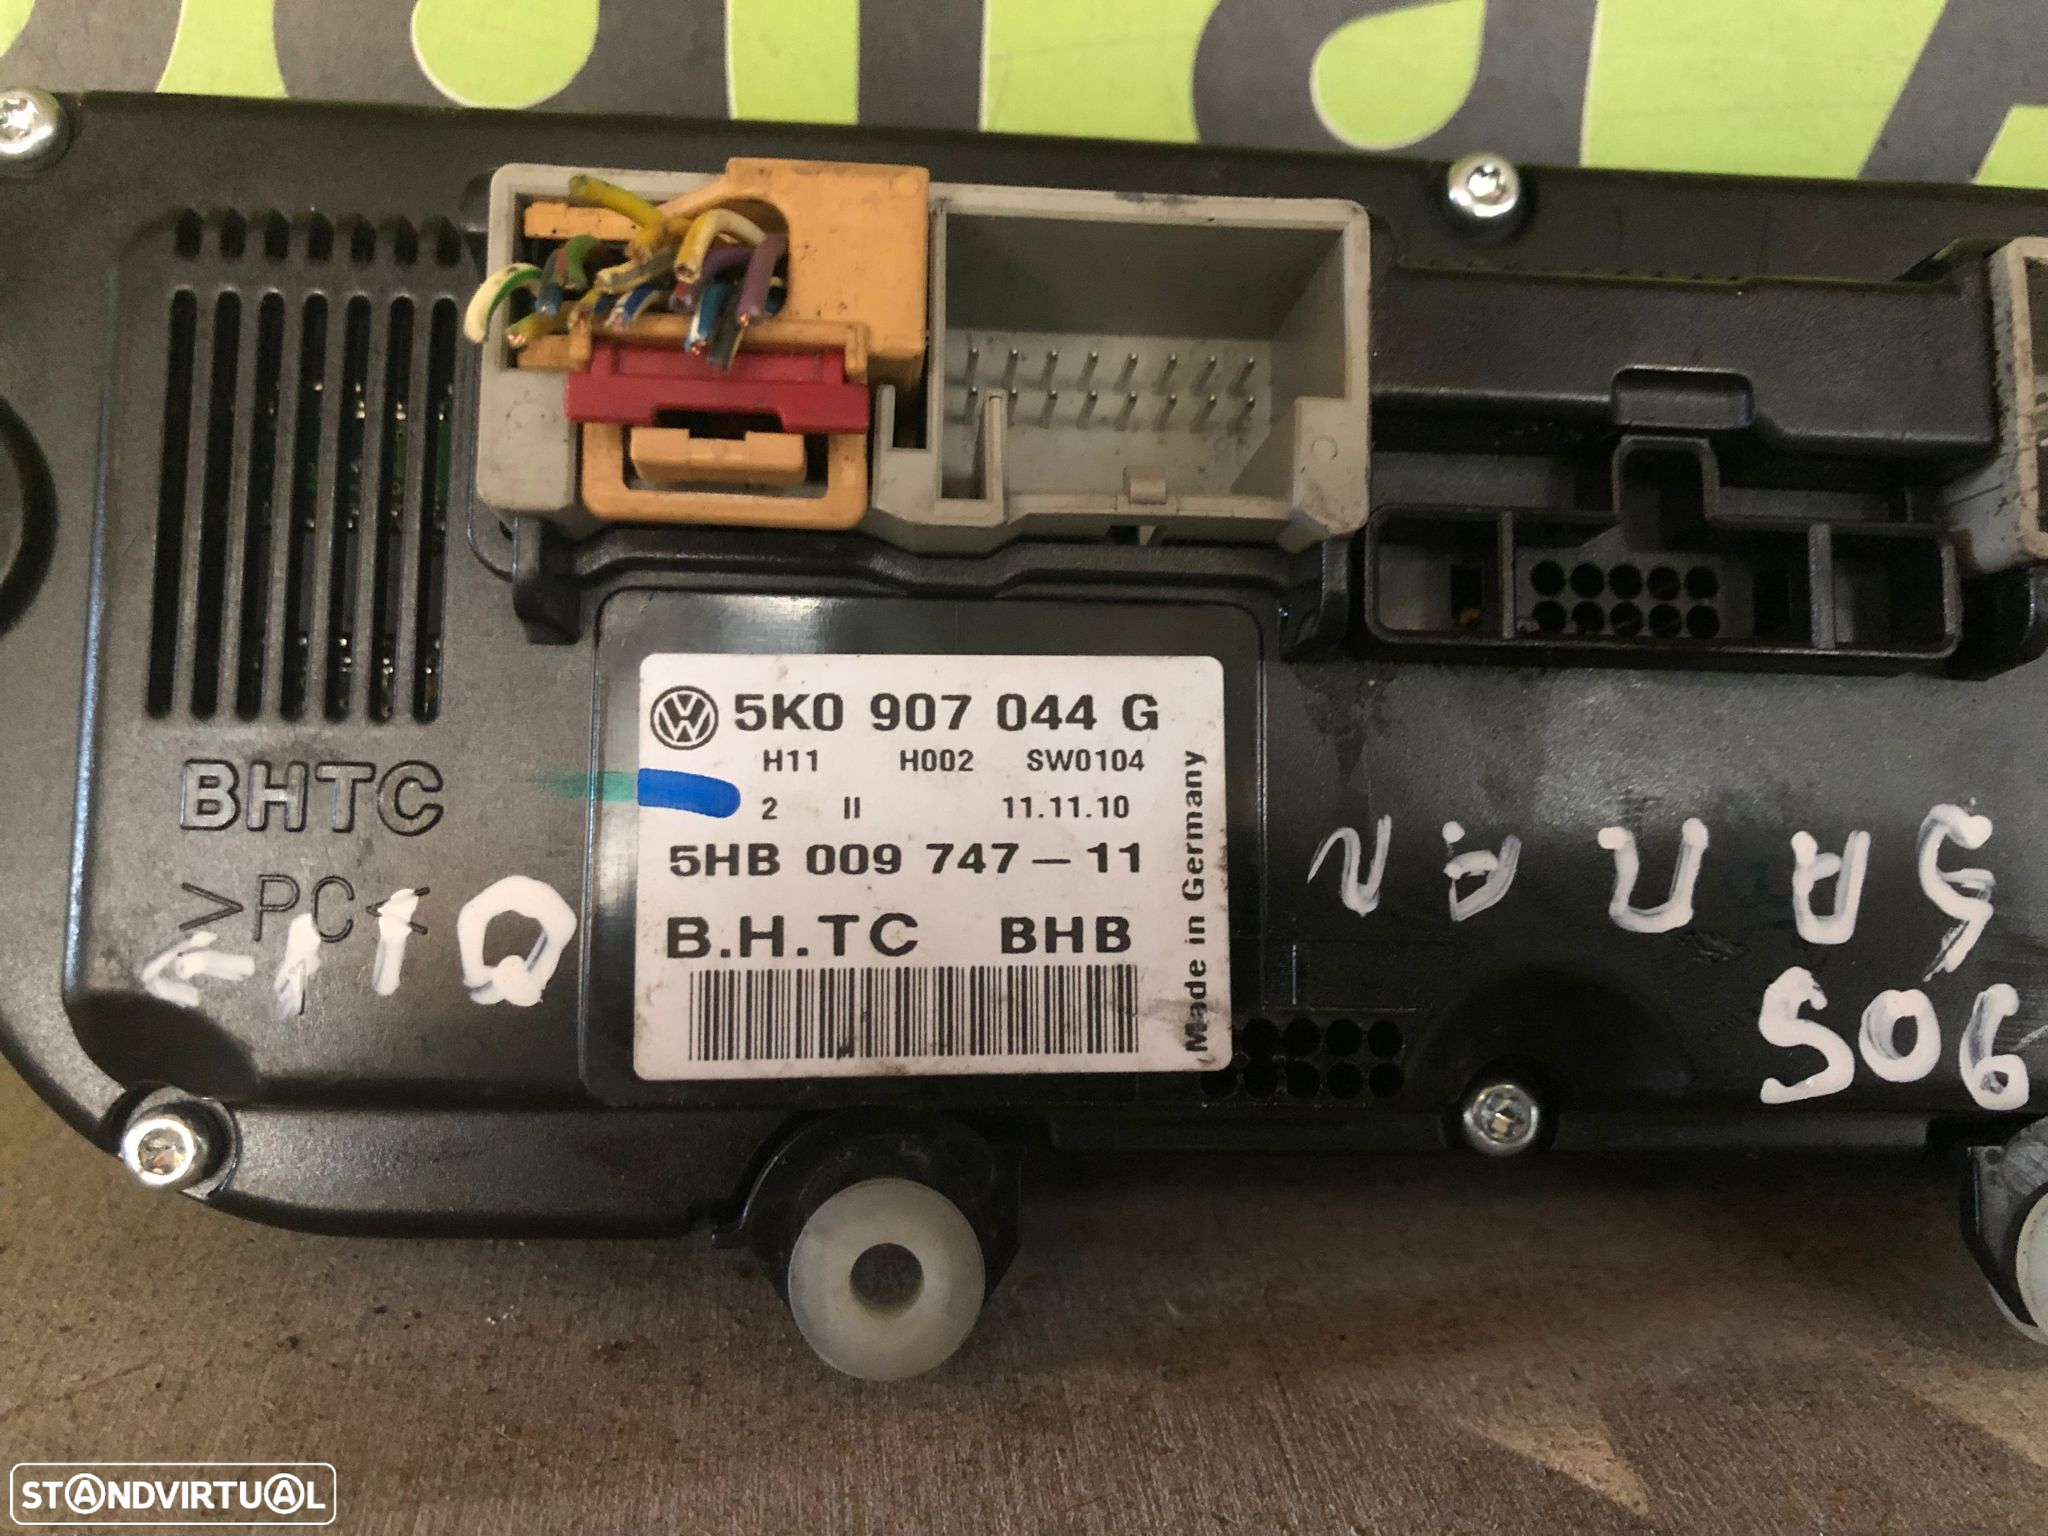 5K0 907 044 G
H11 H002 SW0104
2 II 11.11.10
5HB 009 747-11
B.H.TC BHB
Made in Germany
BHTC
>PC<
STANDVIRTUAL